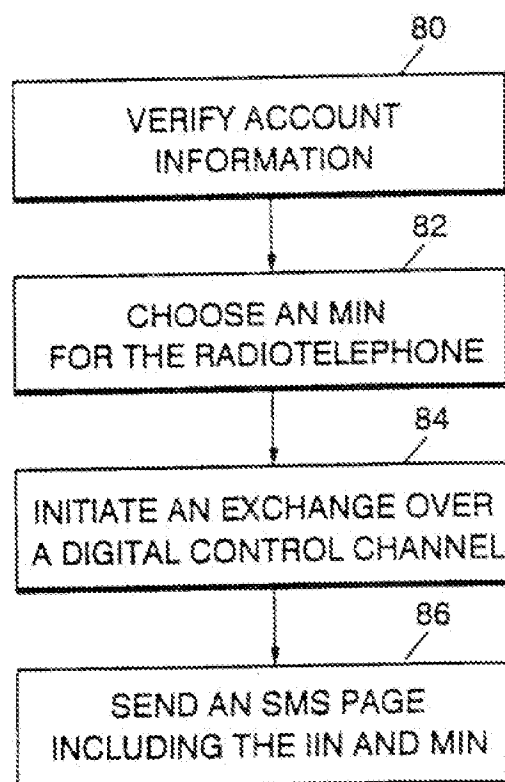 80
VERIFY ACCOUNT
INFORMATION
82
CHOOSE AN MIN
FOR THE RADIOTELEPHONE
84
INITIATE AN EXCHANGE OVER
A DIGITAL CONTROL CHANNEL
86
SEND AN SMS PAGE
INCLUDING THE IIN AND MIN